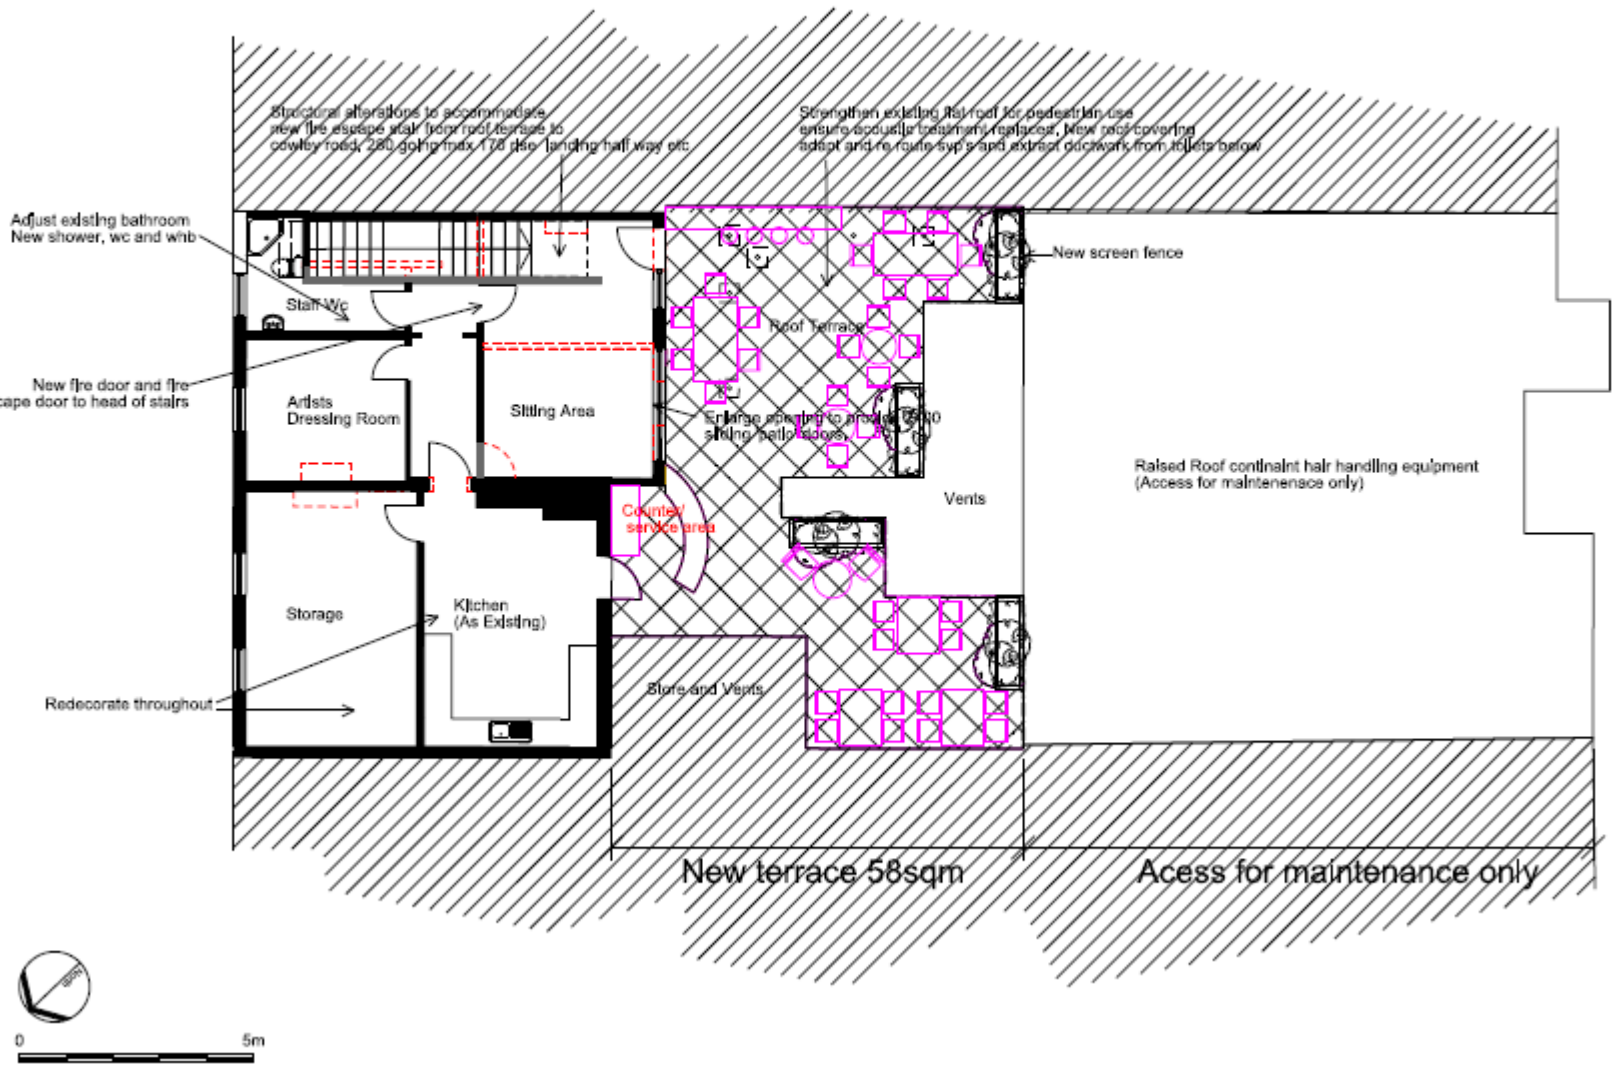 Structural alterations to accommodate
new fire escape stair from roof terrace to
cowley road, 280 going max 170 rise landing half way etc
Strengthen existing flat roof for pedestrian use
ensure acoustic treatment replaced, New roof covering
adapt and re route svp's and extract ductwork from toilets below
Adjust existing bathroom
New shower, wc and whb
New screen fence
Staff Wc
Roof Terrace
New fire door and fire
cape door to head of stairs
Artists
Dressing Room
Sitting Area
Enlarge opening to
sliding patio doors
Raised Roof continaint hair handling equipment
(Access for maintenenace only)
Vents
Counter/
service area
Storage
Kitchen
(As Existing)
Redecorate throughout
Store and Vents
New terrace 58sqm
Acess for maintenance only
North
0
5m